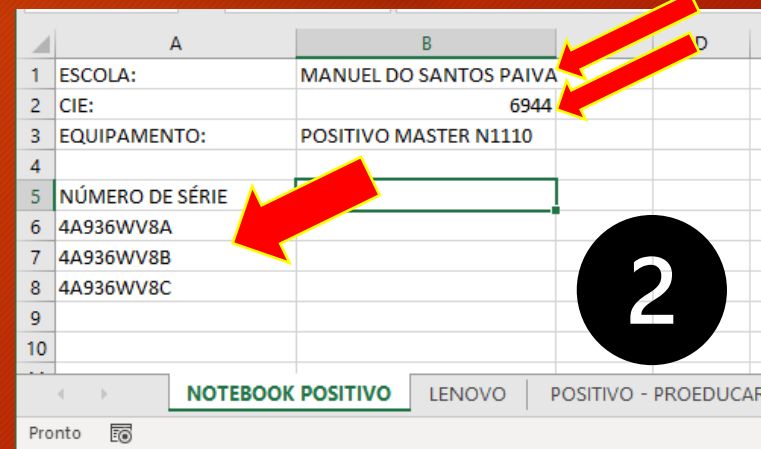 A B D
1 ESCOLA: MANUEL DO SANTOS PAIVA
2 CIE: 6944
3 EQUIPAMENTO: POSITIVO MASTER N1110
4
5 NÚMERO DE SÉRIE
6 4A936WV8A
7 4A936WV8B
8 4A936WV8C
9
10
2
NOTEBOOK POSITIVO LENOVO POSITIVO - PROEDUCAR
Pronto